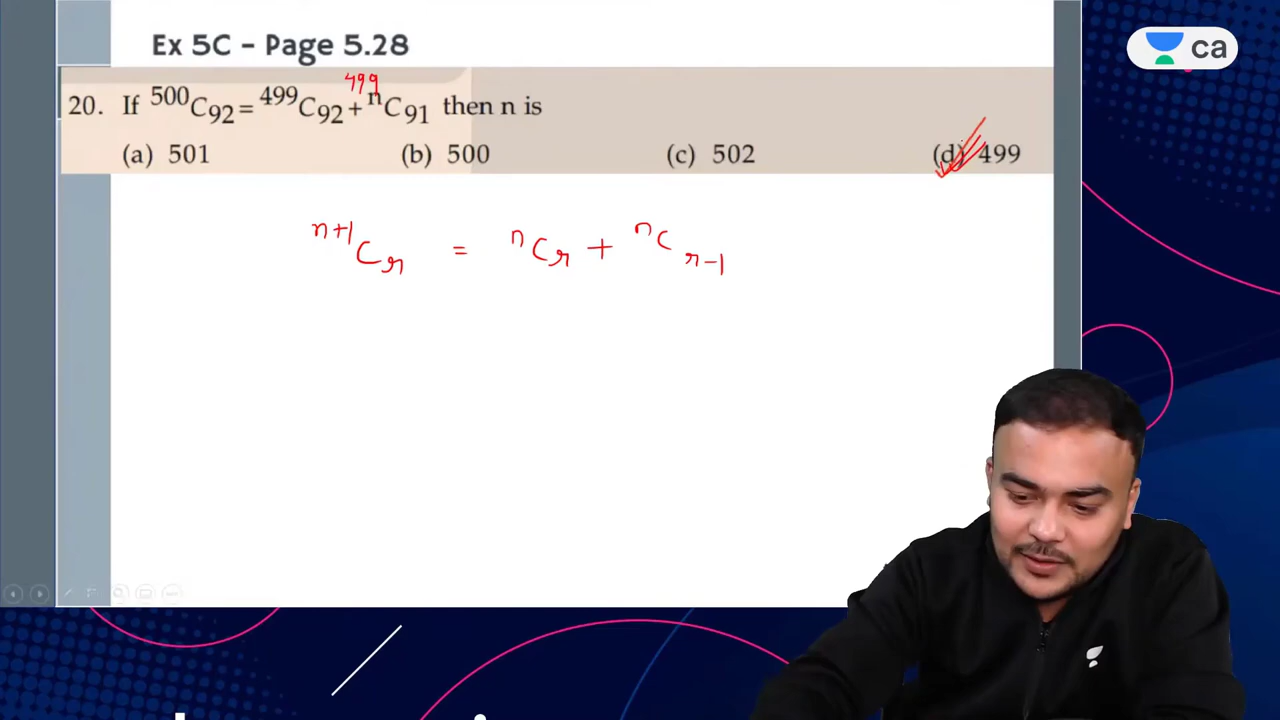 Ex 5C - Page 5.28
ca
499
20. If ⁵⁰⁰C₉₂ = ⁴⁹⁹C₉₂ + ⁿC₉₁ then n is
(a) 501 (b) 500 (c) 502 (d) 499
ⁿ⁺¹Cᵣ = ⁿCᵣ + ⁿCᵣ₋₁